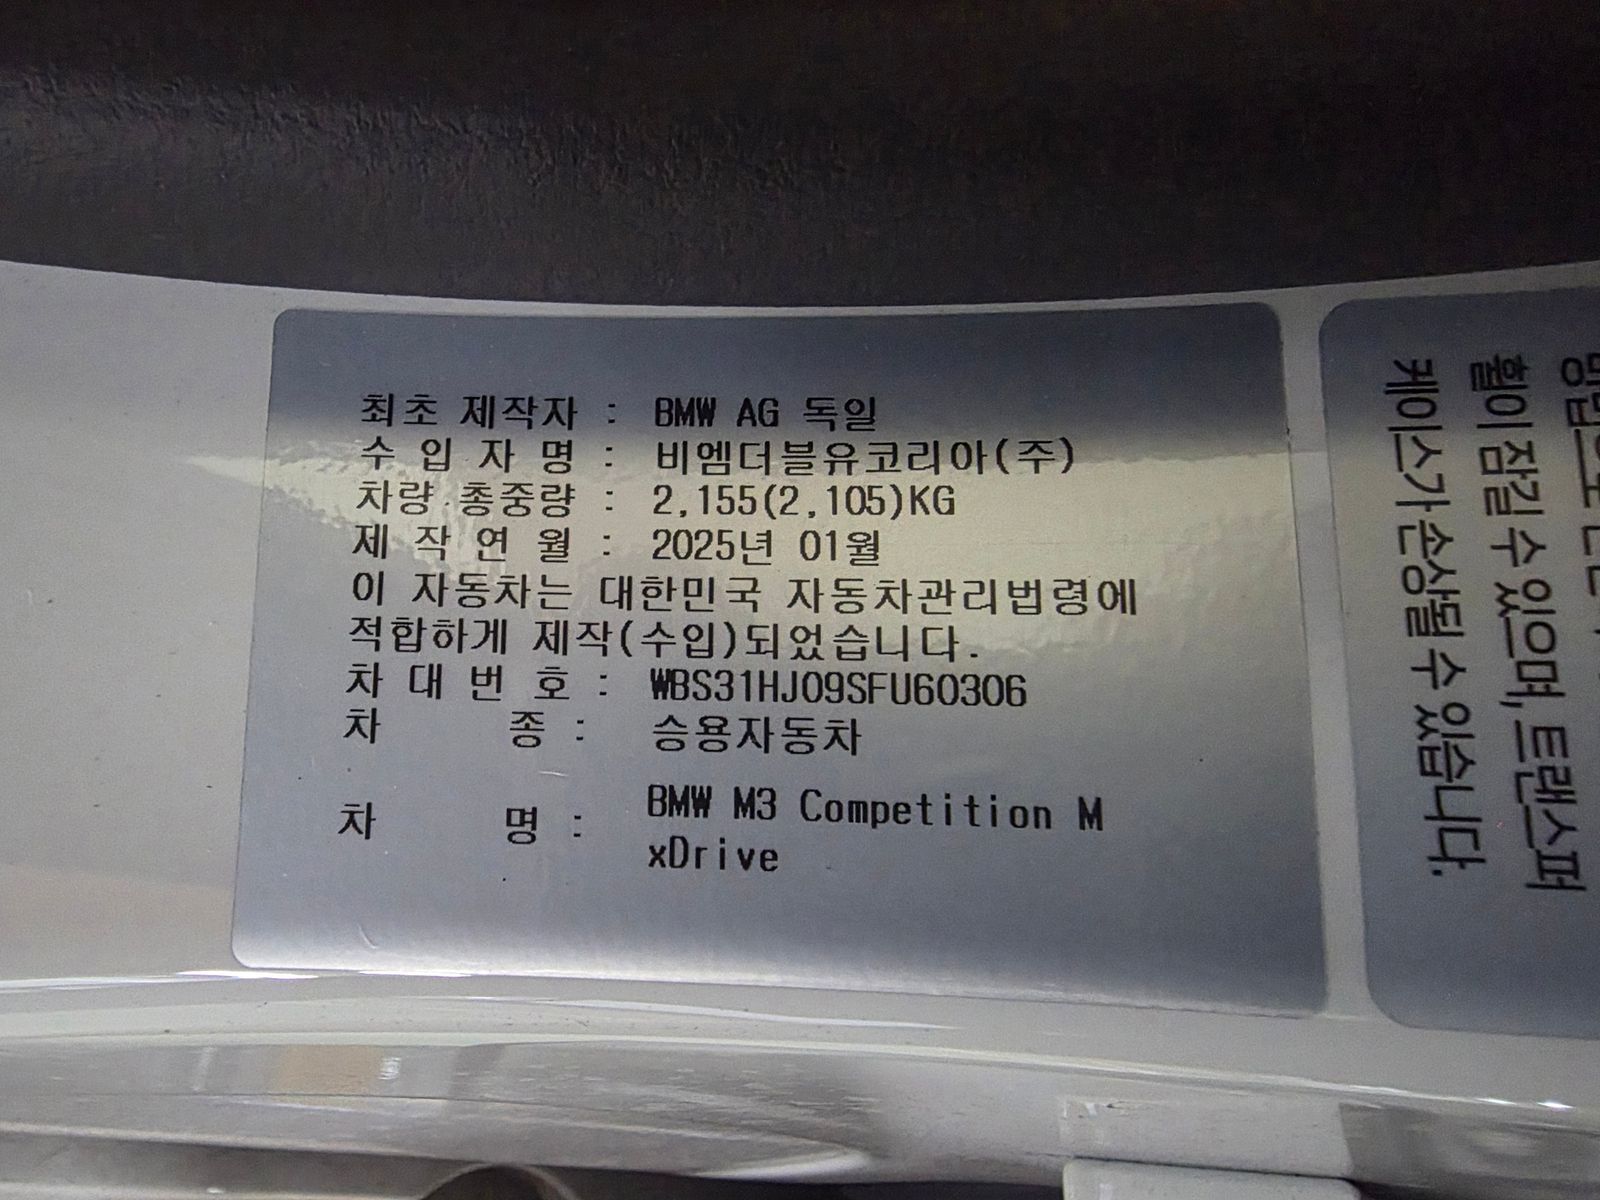 최초 제작자 : BMW AG 독일
수 입 자 명 : 비엠더블유코리아(주)
차량 총중량 : 2,155(2,105)KG
제 작 연 월 : 2025년 01월
이 자동차는 대한민국 자동차관리법령에
적합하게 제작(수입)되었습니다.
차 대 번 호 : WBS31HJ09SFU60306
차 종 : 승용자동차
차 명 : BMW M3 Competition M
xDrive
휠이 잠길 수 있으며, 트랜스퍼
케이스가 손상될 수 있습니다.